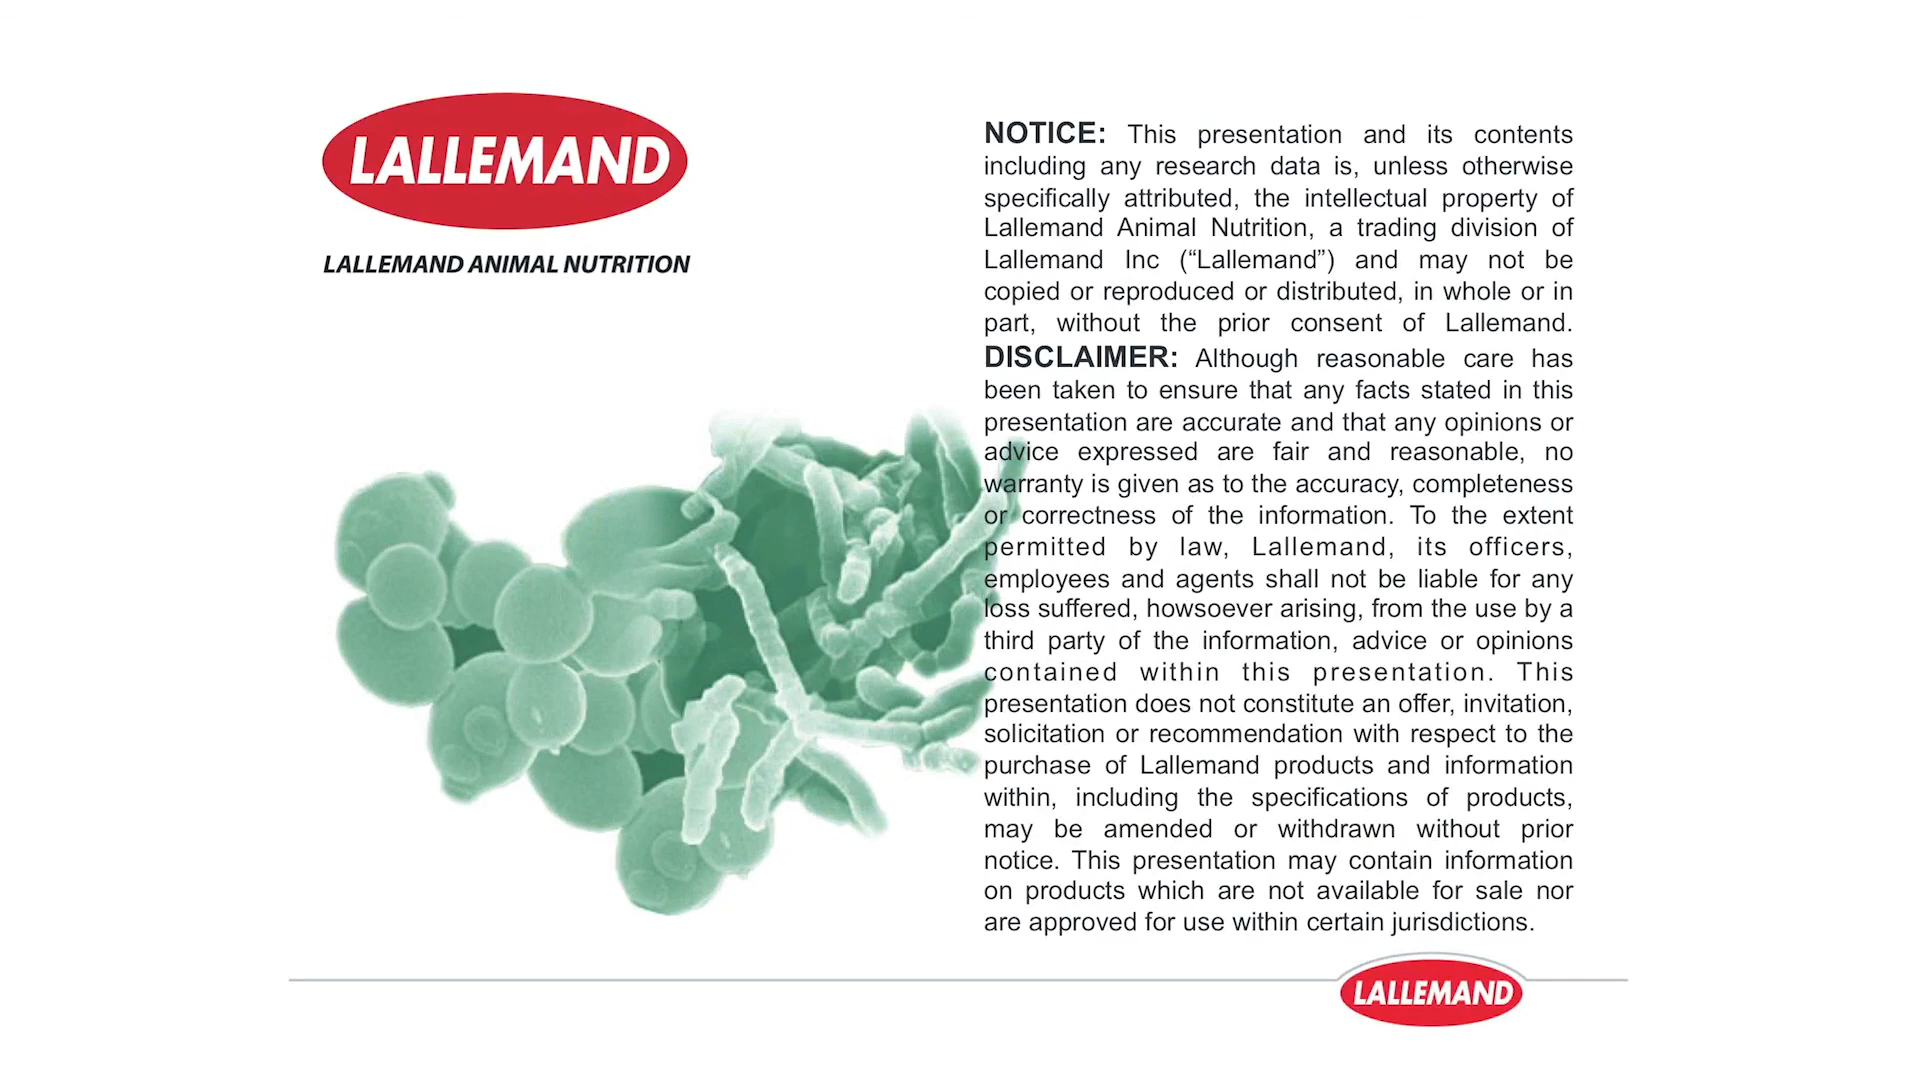 LALLEMAND
LALLEMAND ANIMAL NUTRITION
NOTICE: This presentation and its contents
including any research data is, unless otherwise
specifically attributed, the intellectual property of
Lallemand Animal Nutrition, a trading division of
Lallemand Inc (“Lallemand”) and may not be
copied or reproduced or distributed, in whole or in
part, without the prior consent of Lallemand.
DISCLAIMER: Although reasonable care has
been taken to ensure that any facts stated in this
presentation are accurate and that any opinions or
advice expressed are fair and reasonable, no
warranty is given as to the accuracy, completeness
or correctness of the information. To the extent
permitted by law, Lallemand, its officers,
employees and agents shall not be liable for any
loss suffered, howsoever arising, from the use by a
third party of the information, advice or opinions
contained within this presentation. This
presentation does not constitute an offer, invitation,
solicitation or recommendation with respect to the
purchase of Lallemand products and information
within, including the specifications of products,
may be amended or withdrawn without prior
notice. This presentation may contain information
on products which are not available for sale nor
are approved for use within certain jurisdictions.
LALLEMAND